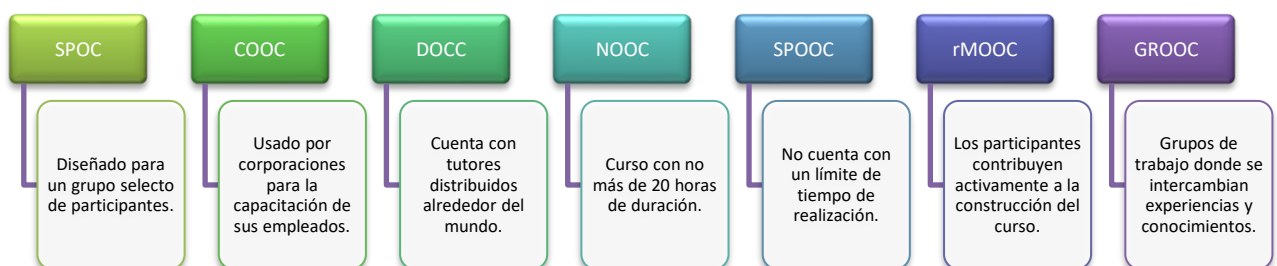 SPOC
Diseñado para
un grupo selecto
de participantes.
COOC
Usado por
corporaciones
para la
capacitación de
sus empleados.
DOCC
Cuenta con
tutores
distribuidos
alrededor del
mundo.
NOOC
Curso con no
más de 20 horas
de duración.
SPOOC
No cuenta con
un límite de
tiempo de
realización.
rMOOC
Los participantes
contribuyen
activamente a la
construcción del
curso.
GROOC
Grupos de
trabajo donde se
intercambian
experiencias y
conocimientos.